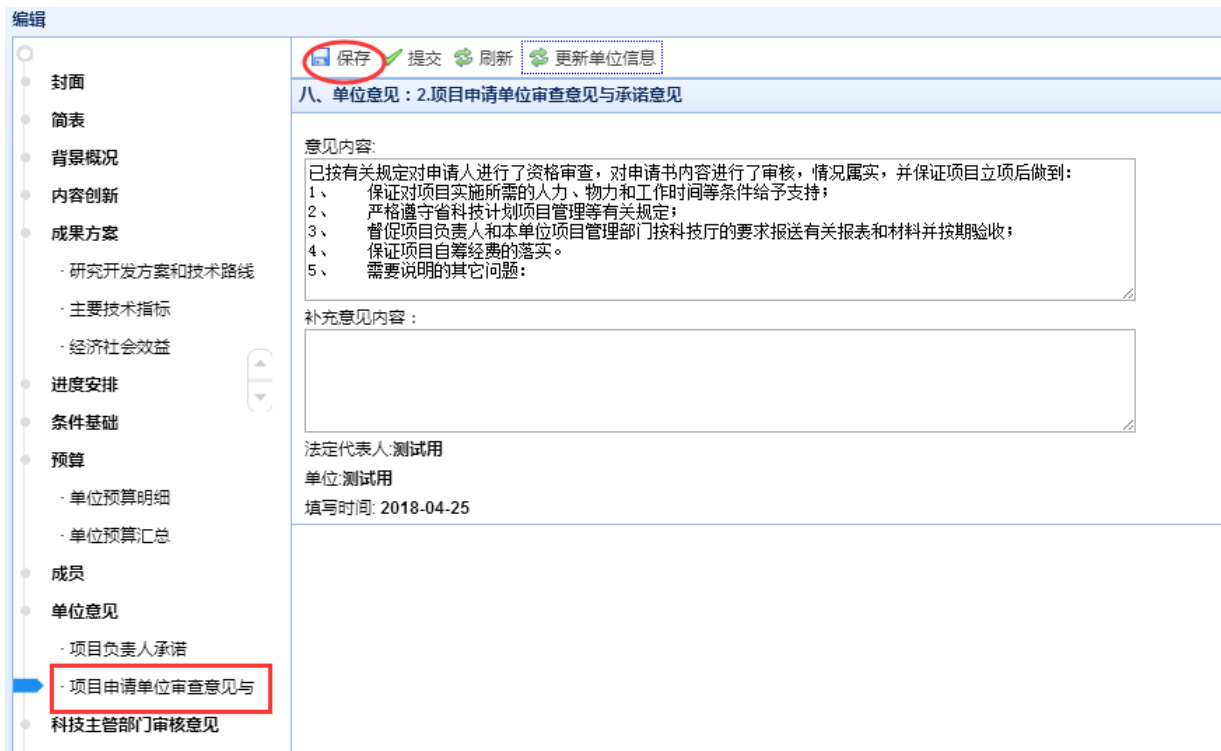 编辑
封面
简表
背景概况
内容创新
成果方案
· 研究开发方案和技术路线
· 主要技术指标
· 经济社会效益
进度安排
条件基础
预算
· 单位预算明细
· 单位预算汇总
成员
单位意见
· 项目负责人承诺
· 项目申请单位审查意见与
科技主管部门审核意见
保存 提交 刷新 更新单位信息
八、单位意见：2.项目申请单位审查意见与承诺意见
意见内容:
已按有关规定对申请人进行了资格审查，对申请书内容进行了审核，情况属实，并保证项目立项后做到：
1、 保证对项目实施所需的人力、物力和工作时间等条件给予支持；
2、 严格遵守省科技计划项目管理等有关规定；
3、 督促项目负责人和本单位项目管理部门按科技厅的要求报送有关报表和材料并按期验收；
4、 保证项目自筹经费的落实。
5、 需要说明的其它问题：
补充意见内容：
法定代表人:测试用
单位:测试用
填写时间: 2018-04-25